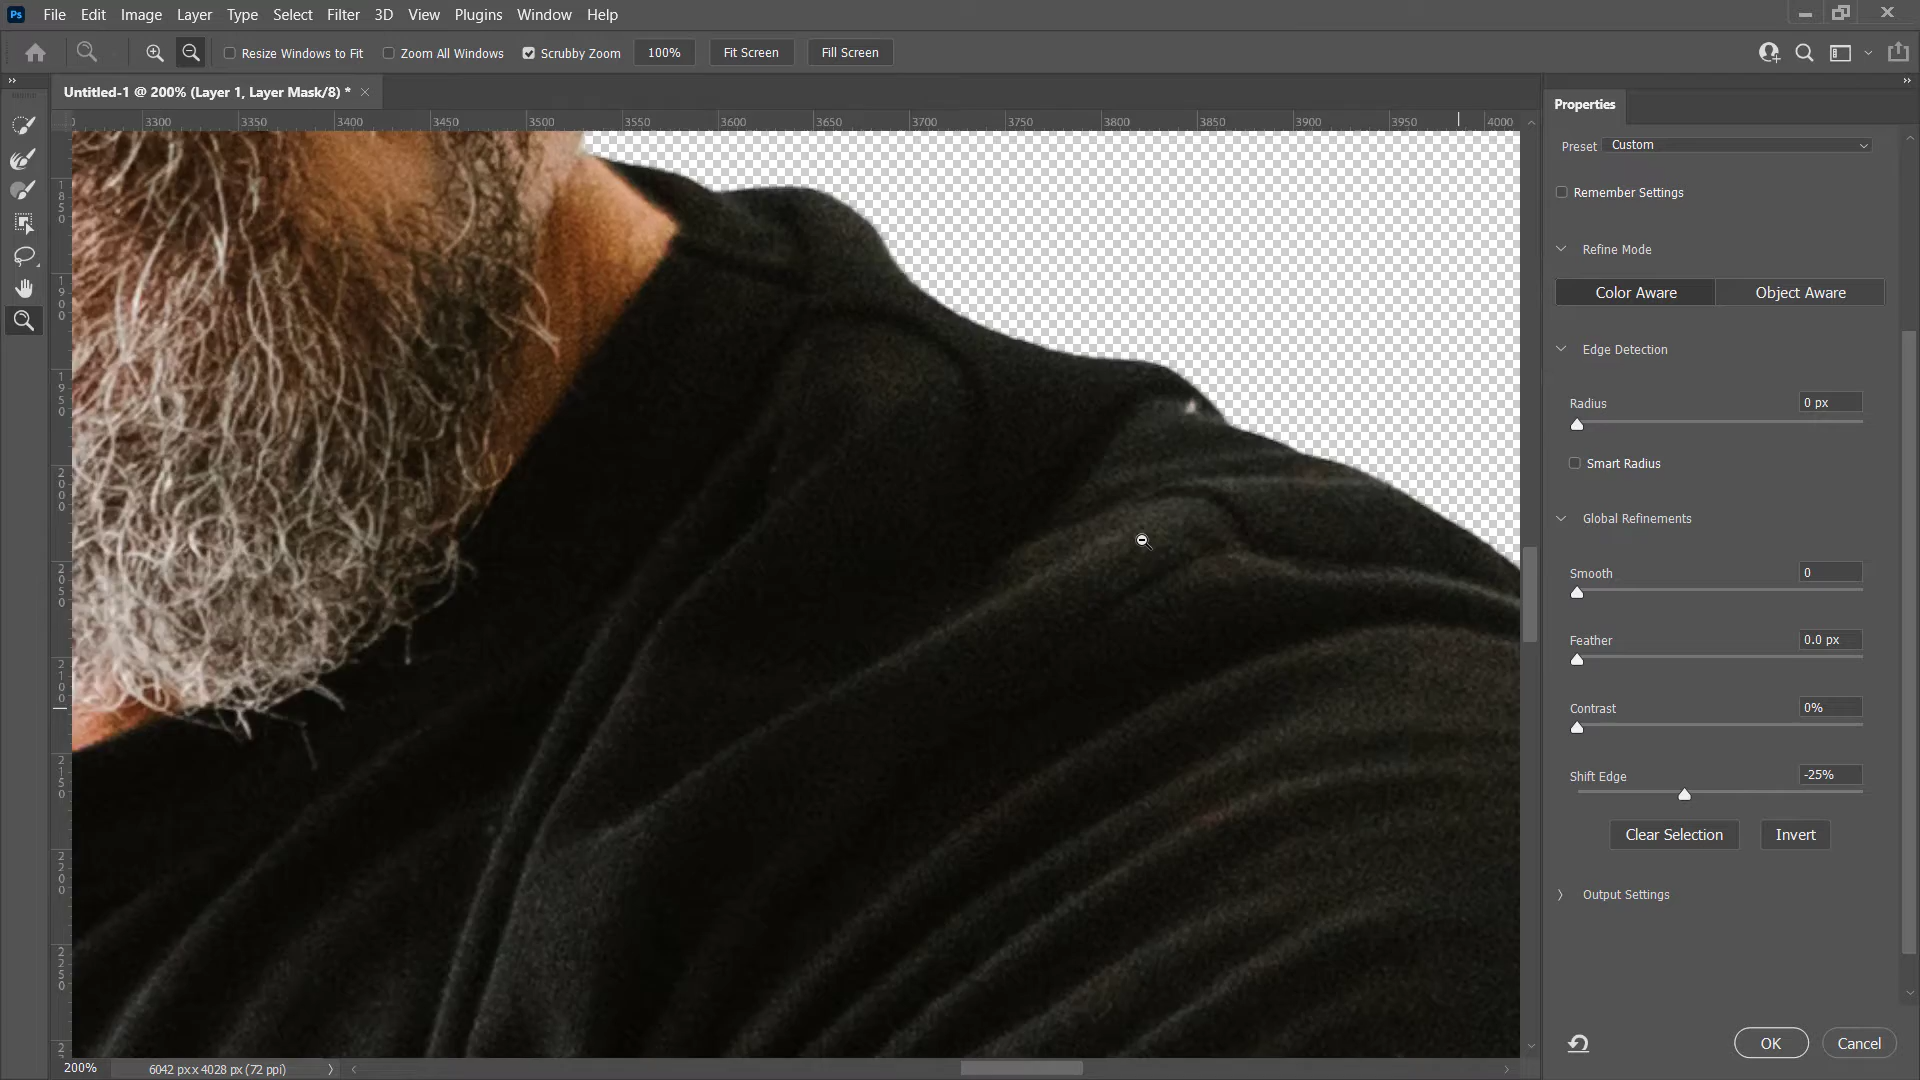 Ps File Edit Image Layer Type Select Filter 3D View Plugins Window Help
Resize Windows to Fit Zoom All Windows Scrubby Zoom 100% Fit Screen Fill Screen
Untitled-1 @ 200% (Layer 1, Layer Mask/8) *
Properties
3300 3350 3400 3450 3500 3550 3600 3650 3700 3750 3800 3850 3900 3950 4000
Preset Custom
Remember Settings
1850
Refine Mode
1900
Color Aware Object Aware
Edge Detection
1950
Radius 0 px
Smart Radius
2000
Global Refinements
2050
Smooth 0
Feather 0.0 px
2100
Contrast 0%
2150
Shift Edge -25%
Clear Selection Invert
2200
Output Settings
2250
OK Cancel
200% 6042 px x 4028 px (72 ppi)